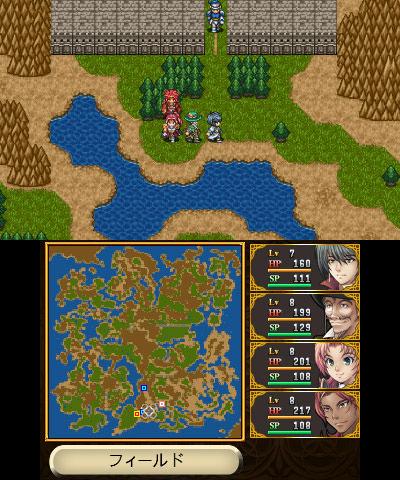 Lv 7
HP 160
SP 111
Lv 8
HP 199
SP 129
Lv 8
HP 201
SP 108
Lv 8
HP 217
SP 108
フィールド